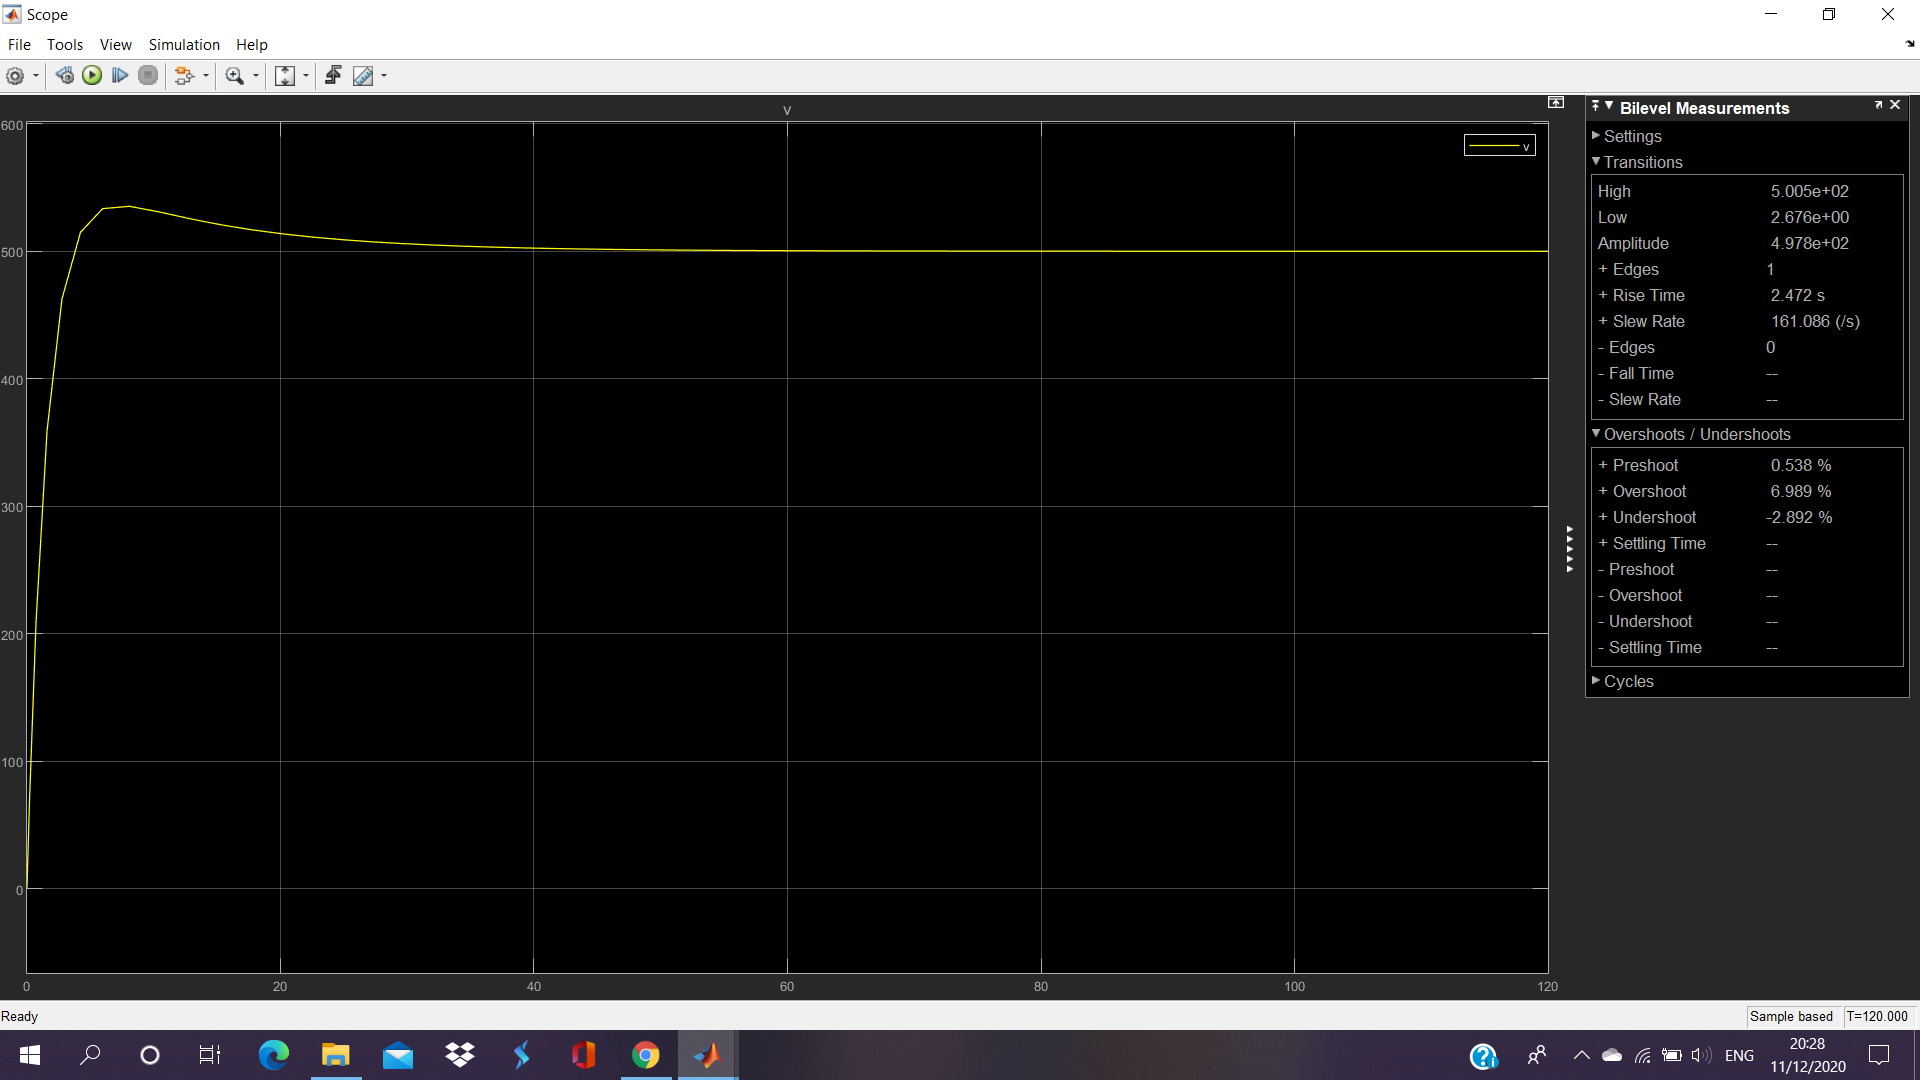 Scope
File Tools View Simulation Help
v
v
600
500
400
300
200
100
0
0 20 40 60 80 100 120
Bilevel Measurements
Settings
Transitions
High 5.005e+02
Low 2.676e+00
Amplitude 4.978e+02
+ Edges 1
+ Rise Time 2.472 s
+ Slew Rate 161.086 (/s)
- Edges 0
- Fall Time --
- Slew Rate --
Overshoots / Undershoots
+ Preshoot 0.538 %
+ Overshoot 6.989 %
+ Undershoot -2.892 %
+ Settling Time --
- Preshoot --
- Overshoot --
- Undershoot --
- Settling Time --
Cycles
Ready
Sample based T=120.000
ENG
20:28
11/12/2020